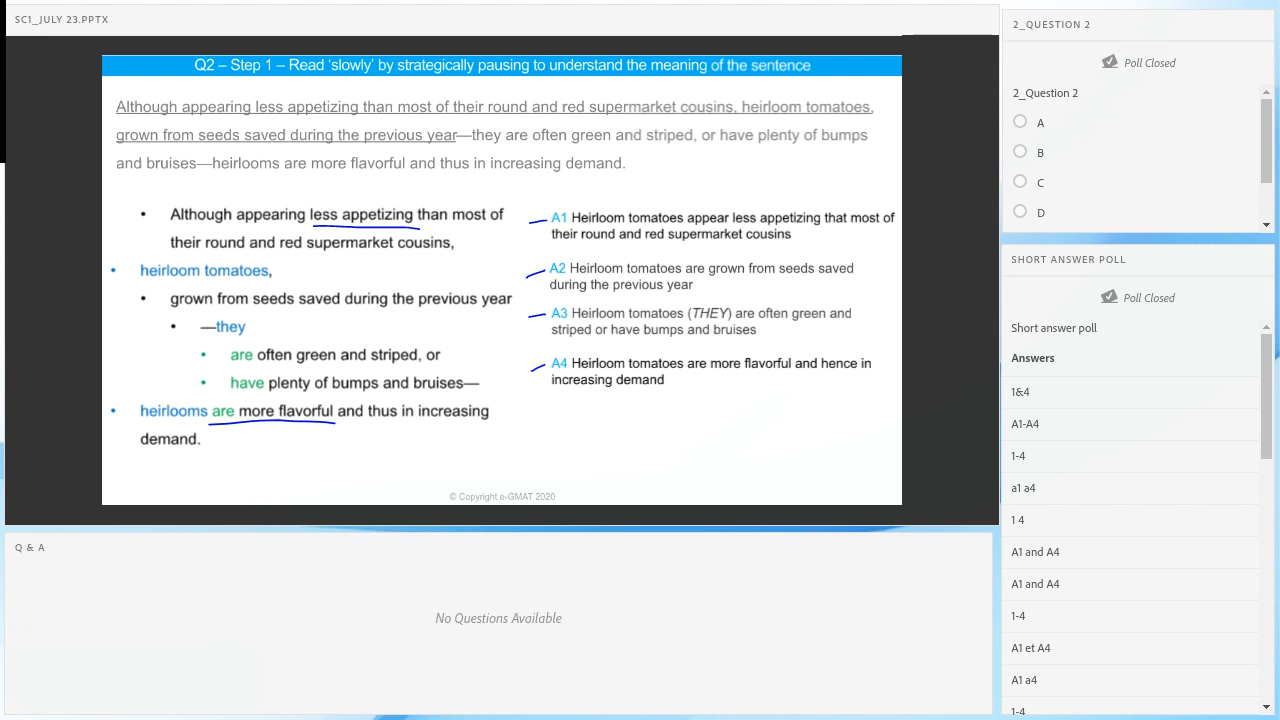 SC1_JULY 23.PPTX
Q2 – Step 1 – Read ‘slowly’ by strategically pausing to understand the meaning of the sentence
Although appearing less appetizing than most of their round and red supermarket cousins, heirloom tomatoes,
grown from seeds saved during the previous year—they are often green and striped, or have plenty of bumps
and bruises—heirlooms are more flavorful and thus in increasing demand.
• Although appearing less appetizing than most of
their round and red supermarket cousins,
• heirloom tomatoes,
• grown from seeds saved during the previous year
• —they
• are often green and striped, or
• have plenty of bumps and bruises—
• heirlooms are more flavorful and thus in increasing
demand.
A1 Heirloom tomatoes appear less appetizing that most of
their round and red supermarket cousins
A2 Heirloom tomatoes are grown from seeds saved
during the previous year
A3 Heirloom tomatoes (THEY) are often green and
striped or have bumps and bruises
A4 Heirloom tomatoes are more flavorful and hence in
increasing demand
© Copyright e-GMAT 2020
Q & A
No Questions Available
2_QUESTION 2
Poll Closed
2_Question 2
A
B
C
D
SHORT ANSWER POLL
Poll Closed
Short answer poll
Answers
1&4
A1-A4
1-4
a1 a4
1 4
A1 and A4
A1 and A4
1-4
A1 et A4
A1 a4
1-4